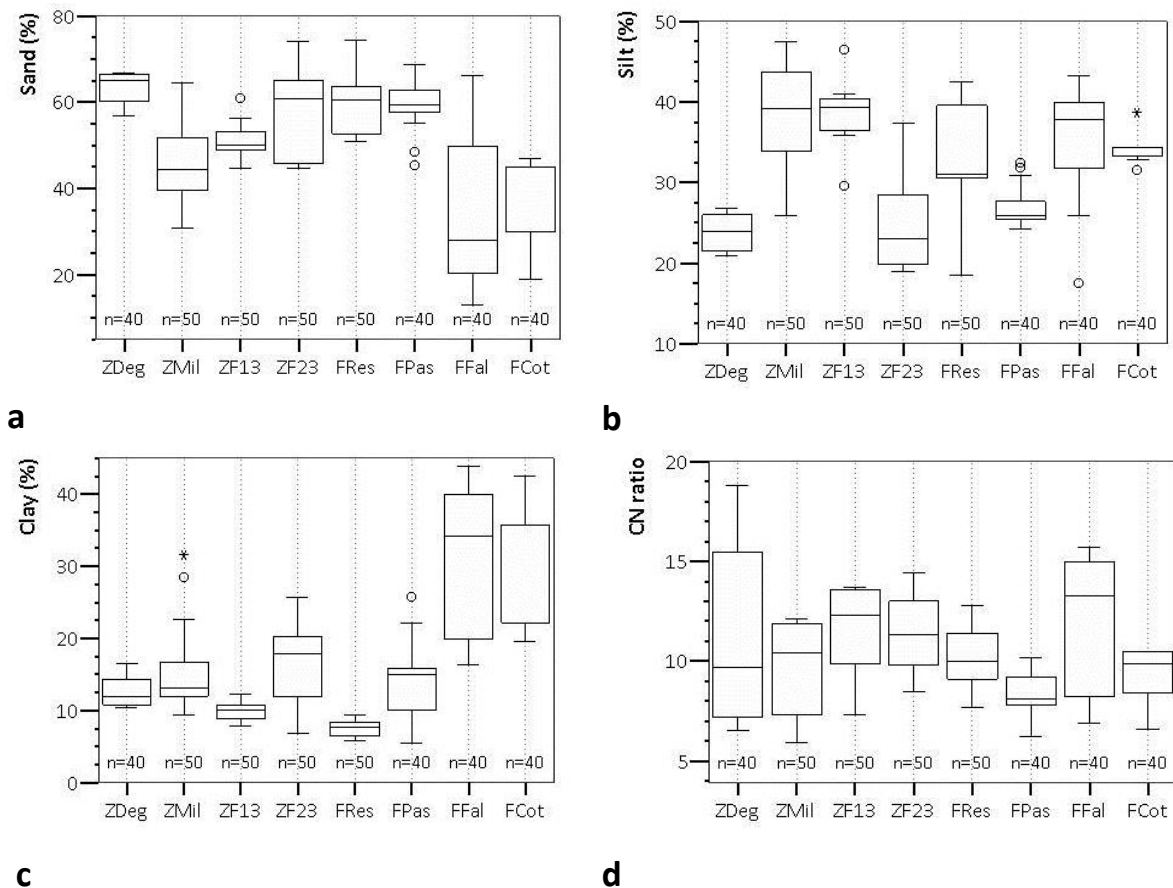 Sand (%)
80
60
40
20
n=40 n=50 n=50 n=50 n=50 n=40 n=40 n=40
ZDeg ZMil ZF13 ZF23 FRes FPas FFal FCot
a
Silt (%)
50
40
30
20
10
n=40 n=50 n=50 n=50 n=50 n=40 n=40 n=40
ZDeg ZMil ZF13 ZF23 FRes FPas FFal FCot
b
Clay (%)
40
30
20
10
0
n=40 n=50 n=50 n=50 n=50 n=40 n=40 n=40
ZDeg ZMil ZF13 ZF23 FRes FPas FFal FCot
c
CN ratio
20
15
10
5
n=40 n=50 n=50 n=50 n=50 n=40 n=40 n=40
ZDeg ZMil ZF13 ZF23 FRes FPas FFal FCot
d